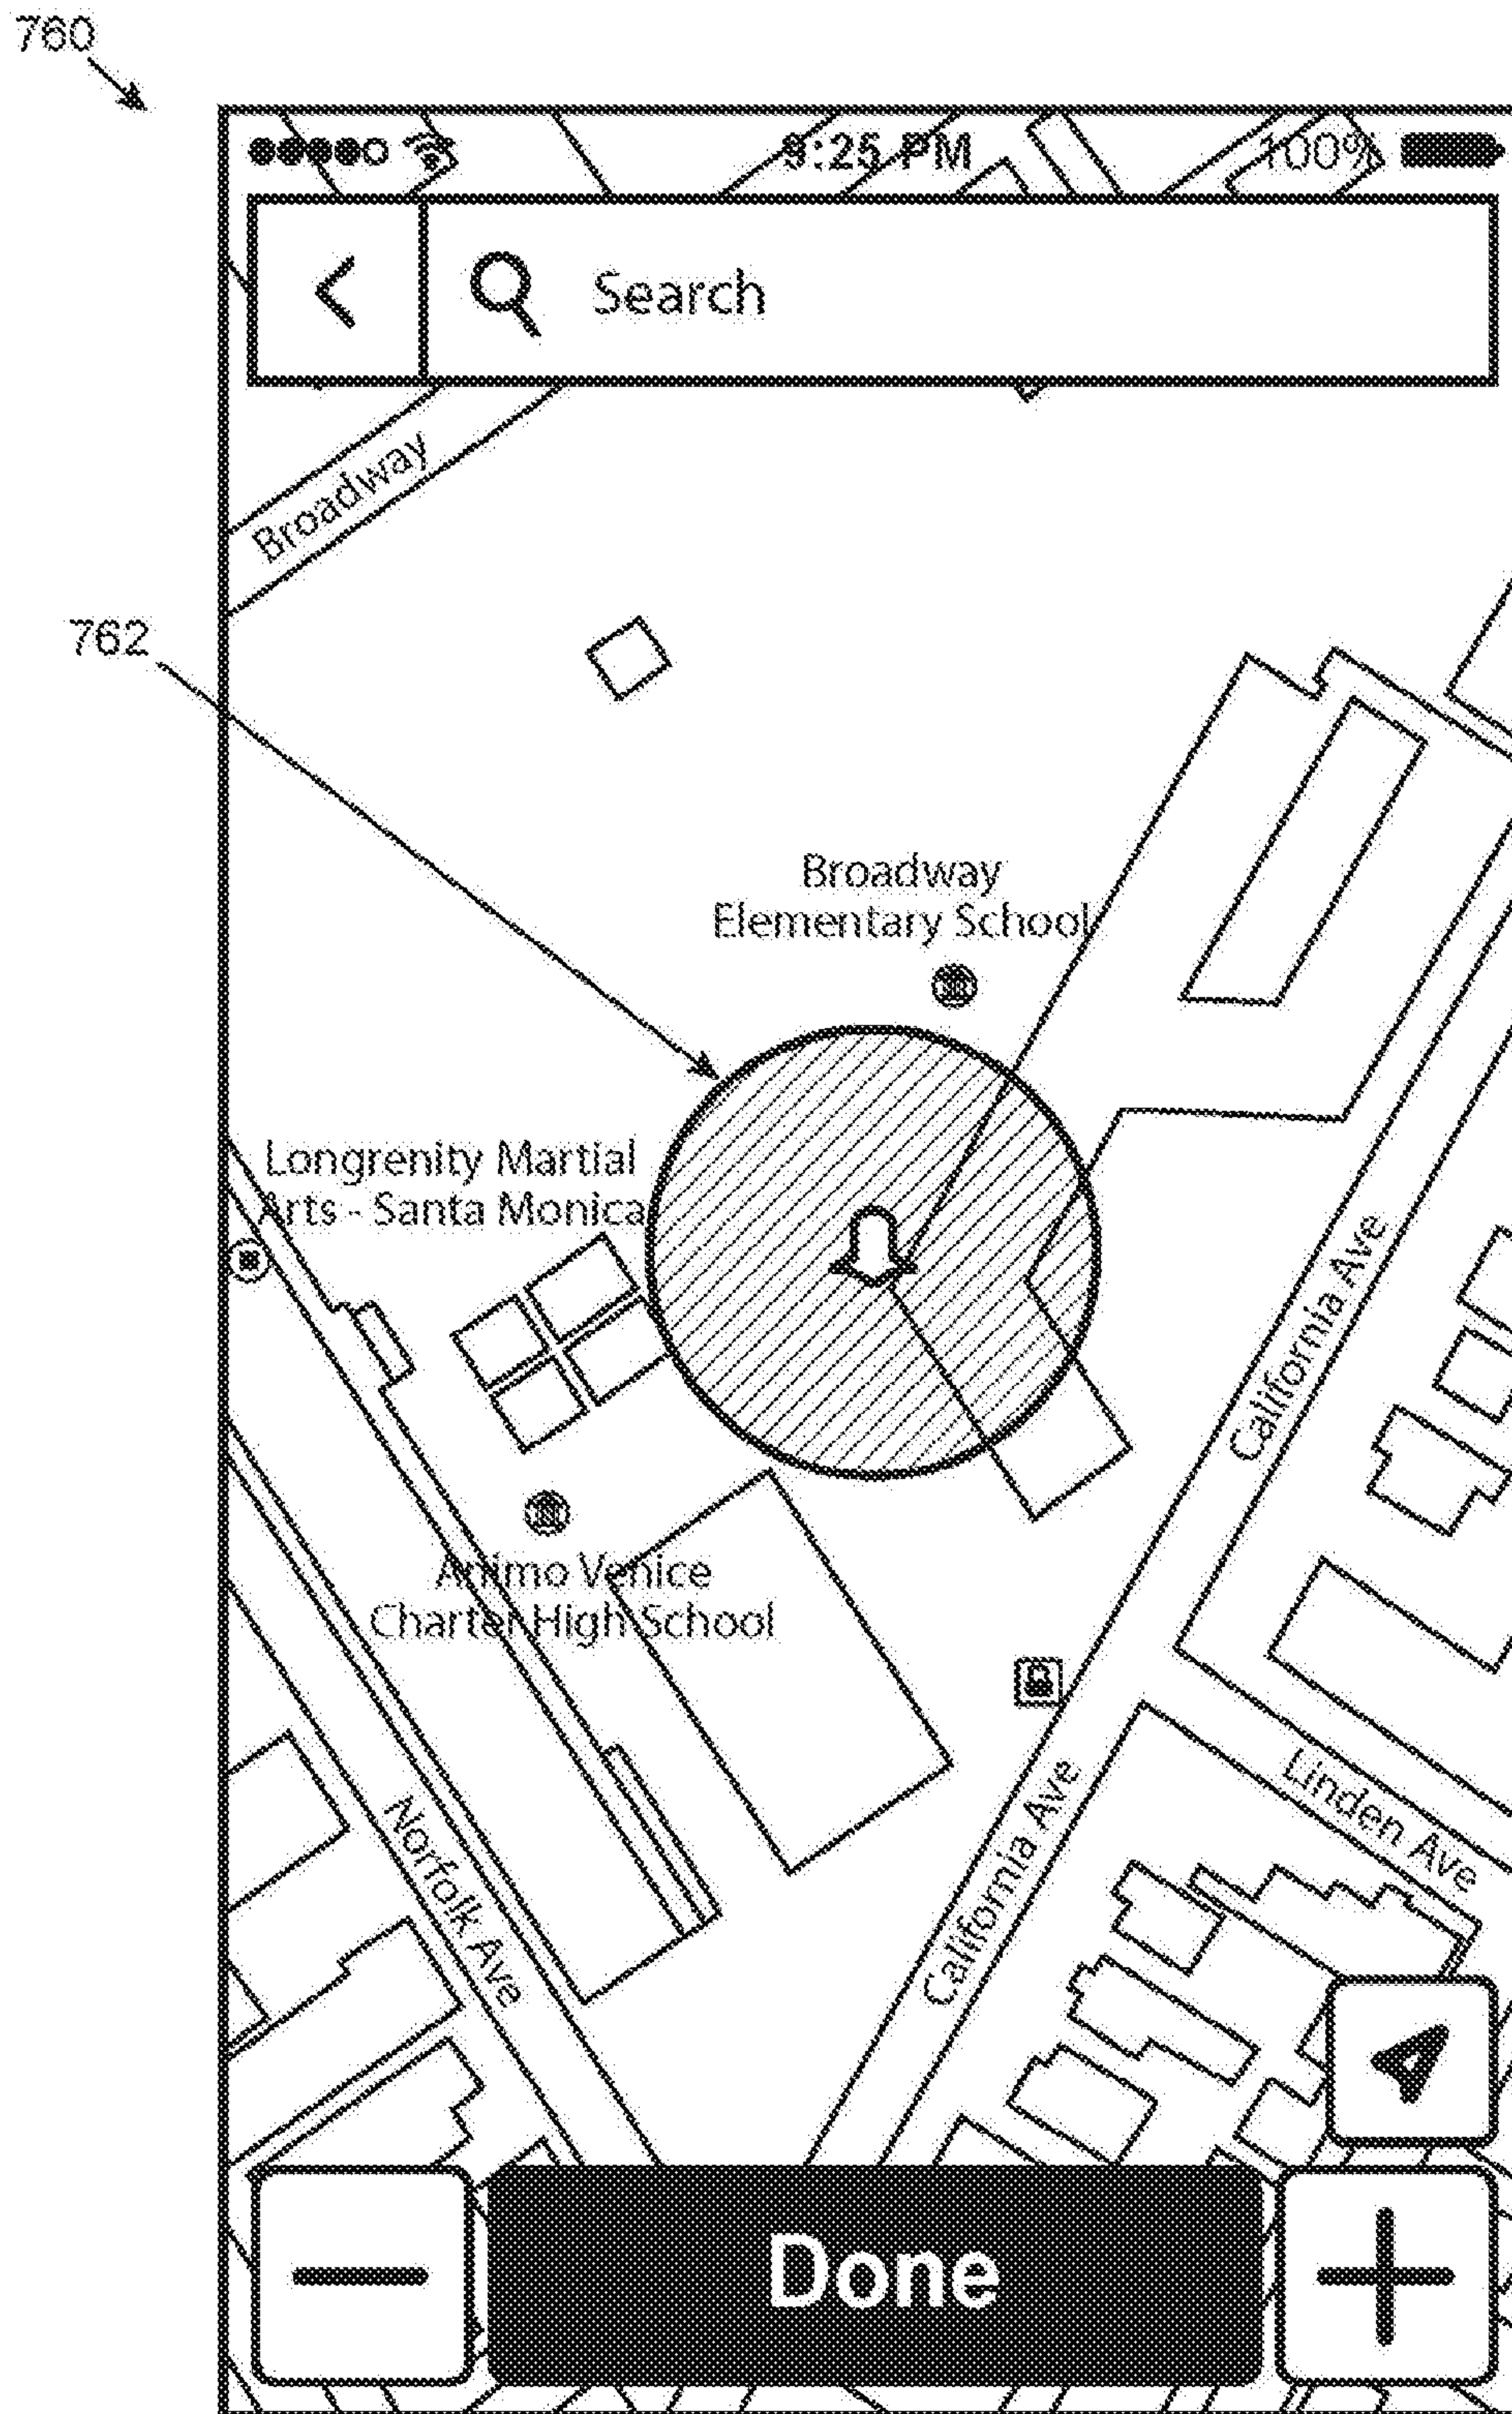 760
9:25 PM
100%
Search
Broadway
762
Broadway
Elementary School
Longrenity Martial
Arts - Santa Monica
California Ave
Animo Venice
Charter High School
Linden Ave
Norfolk Ave
California Ave
Done